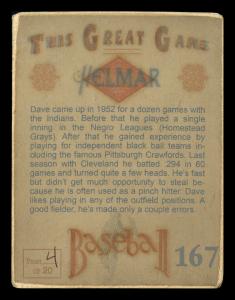 THIS GREAT GAME
HELMAR
Dave came up in 1952 for a dozen games with
the Indians. Before that he played a single
inning in the Negro Leagues (Homestead
Grays). After that he gained experience by
playing for independent black ball teams in-
cluding the famous Pittsburgh Crawfords. Last
season with Cleveland he batted .294 in 60
games and turned quite a few heads. He's fast
but didn't get much opportunity to steal be-
cause he is often used as a pinch hitter. Dave
likes playing in any of the outfield positions. A
good fielder, he's made only a couple errors.
Baseball
167
4
OF 20